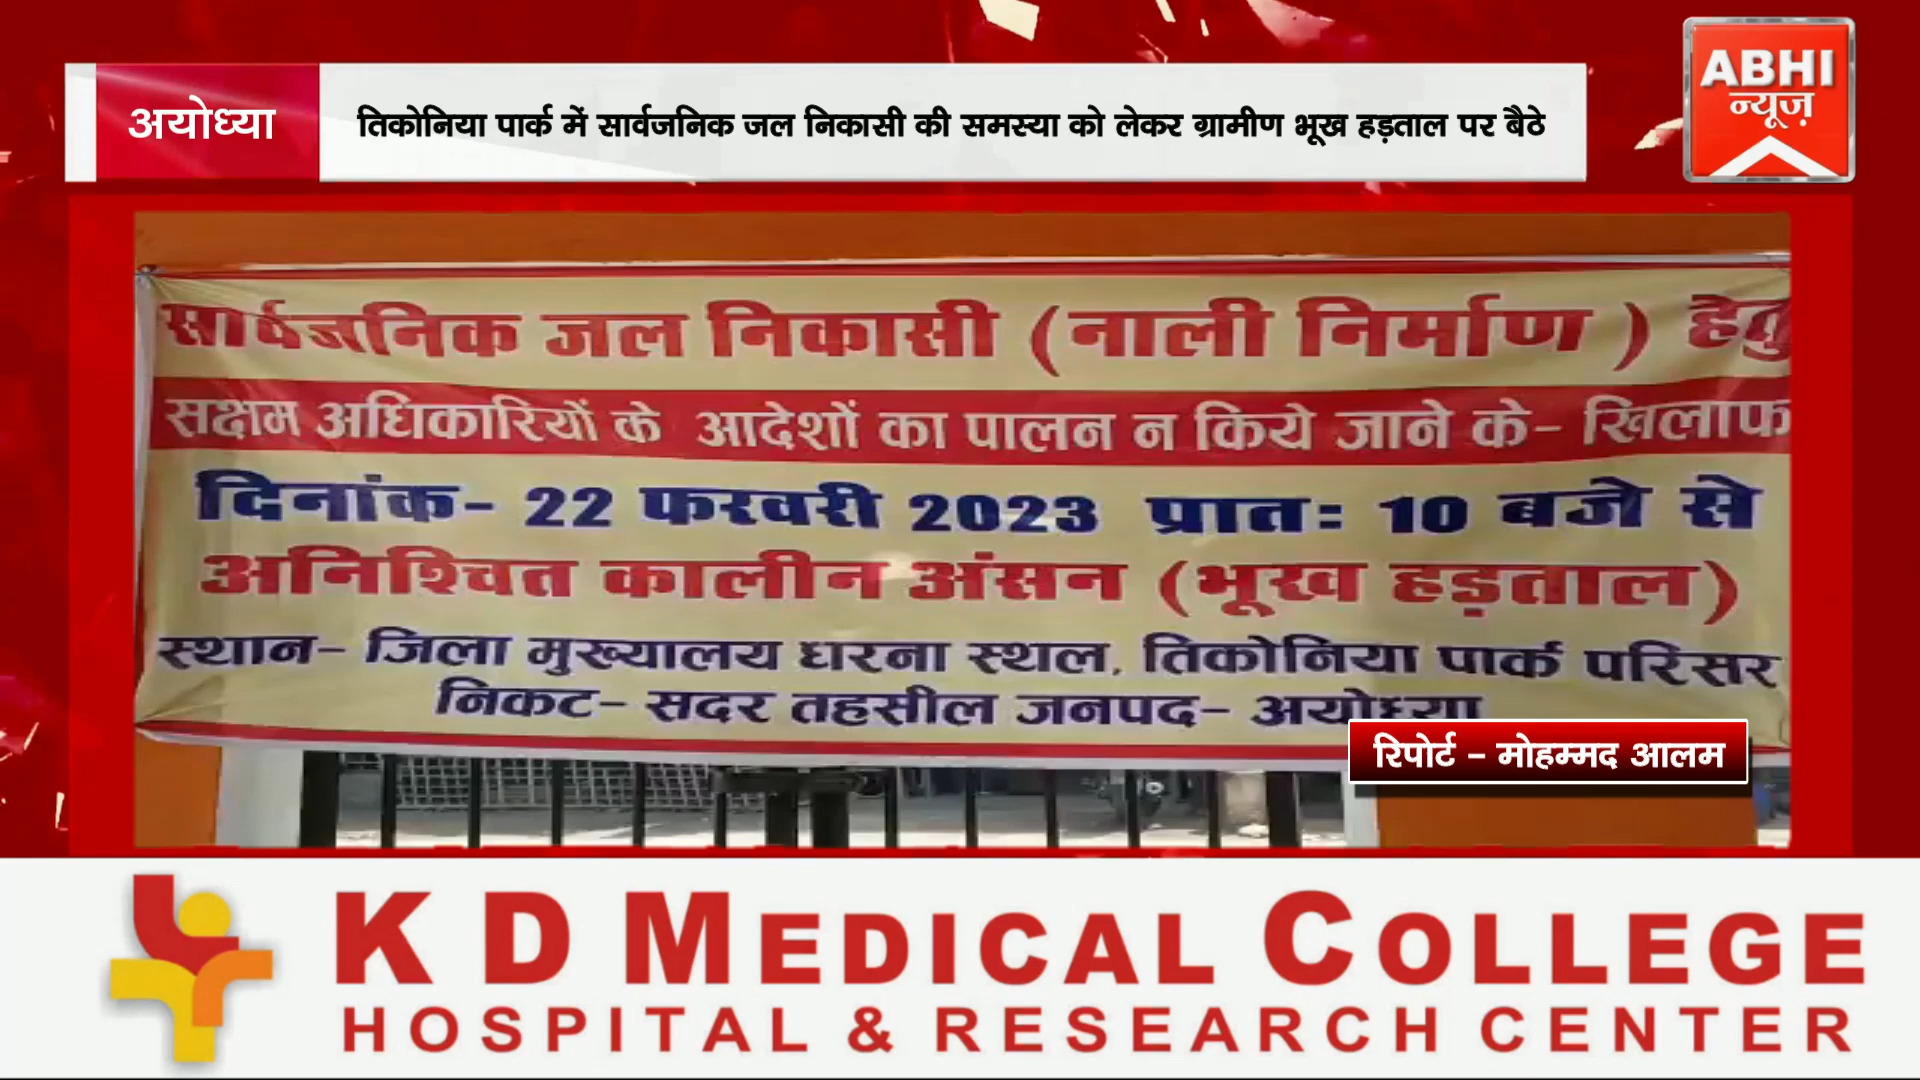 अयोध्या
तिकोनिया पार्क में सार्वजनिक जल निकासी की समस्या को लेकर ग्रामीण भूख हड़ताल पर बैठे
ABHI
न्यूज़
सार्वजनिक जल निकासी (नाली निर्माण ) हेतु
सक्षम अधिकारियों के आदेशों का पालन न किये जाने के- खिलाफ
दिनांक- 22 फरवरी 2023 प्रातः 10 बजे से
अनिश्चित कालीन अंसन (भूख हड़ताल)
स्थान- जिला मुख्यालय धरना स्थल, तिकोनिया पार्क परिसर
निकट- सदर तहसील जनपद- अयोध्या
रिपोर्ट - मोहम्मद आलम
K D MEDICAL COLLEGE
HOSPITAL & RESEARCH CENTER